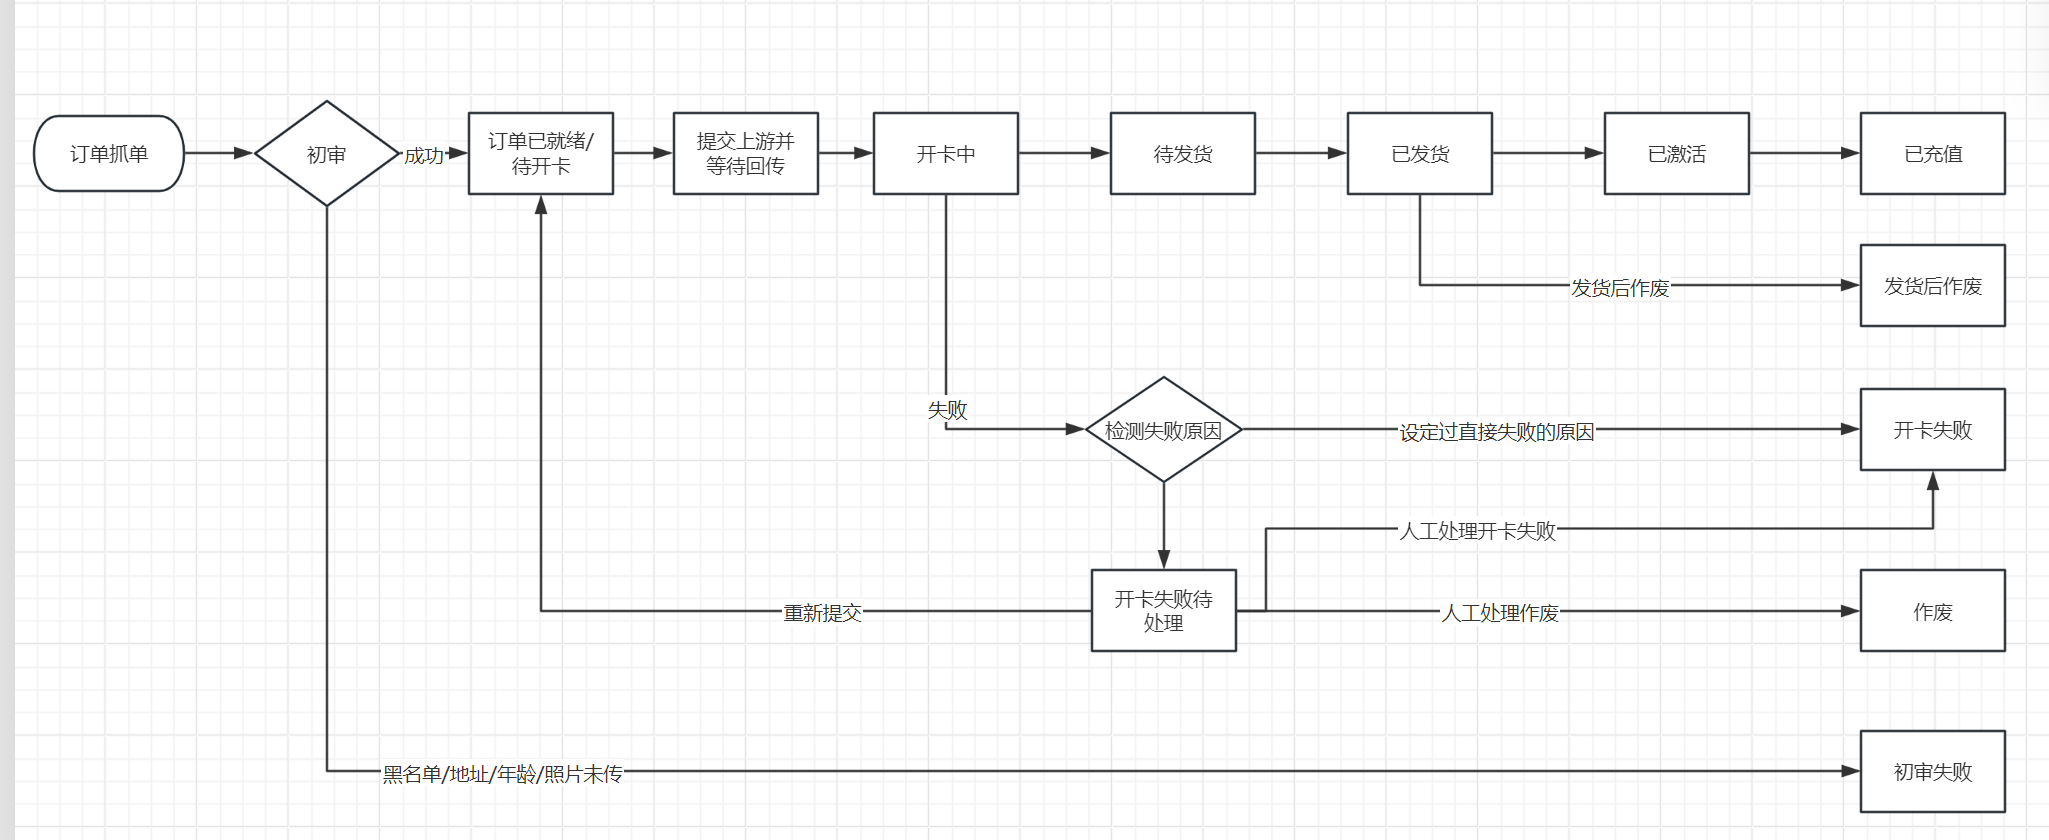 订单抓单
初审
成功
订单已就绪/
待开卡
提交上游并
等待回传
开卡中
待发货
已发货
已激活
已充值
发货后作废
发货后作废
失败
检测失败原因
设定过直接失败的原因
开卡失败
人工处理开卡失败
重新提交
开卡失败待
处理
人工处理作废
作废
黑名单/地址/年龄/照片未传
初审失败